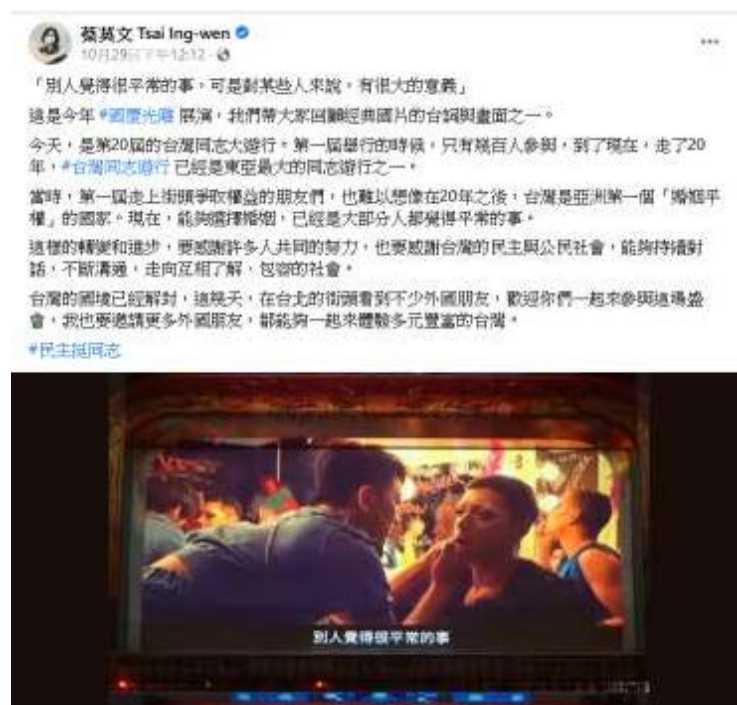 蔡英文 Tsai Ing-wen
10月29日下午12:12
「別人覺得很平常的事，可是對某些人來說，有很大的意義」
這是今年 #國慶光雕 展演，我們帶大家回顧經典國片的台詞與畫面之一。
今天，是第20屆的台灣同志大遊行。第一屆舉行的時候，只有幾百人參與，到了現在，走了20
年，#台灣同志遊行 已經是東亞最大的同志遊行之一。
當時，第一屆走上街頭爭取權益的朋友們，也難以想像在20年之後，台灣是亞洲第一個「婚姻平
權」的國家。現在，能夠選擇婚姻，已經是大部分人都覺得平常的事。
這樣的轉變和進步，要感謝許多人共同的努力，也要感謝台灣的民主與公民社會，能夠持續對
話，不斷溝通，走向互相了解、包容的社會。
台灣的國境已經解封，這幾天，在台北的街頭看到不少外國朋友，歡迎你們一起來參與這場盛
會，我也要邀請更多外國朋友，都能夠一起來體驗多元豐富的台灣。
#民主挺同志
別人覺得很平常的事